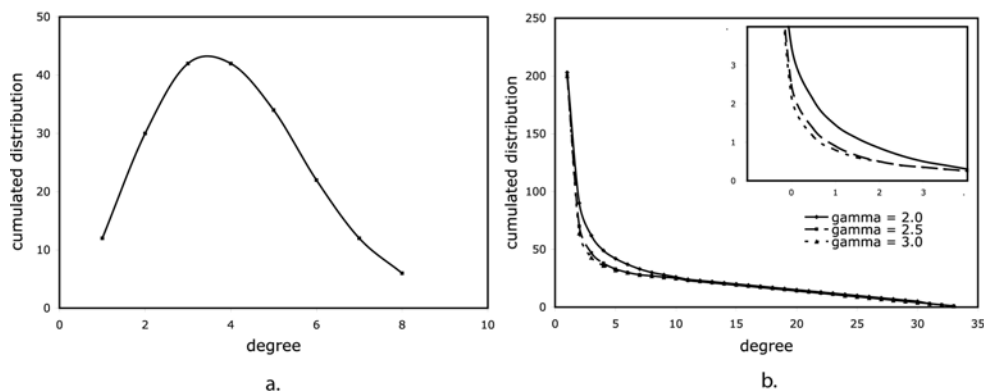 50
40
30
20
10
0
cumulated distribution
0 2 4 6 8 10
degree
a.
250
200
150
100
50
0
cumulated distribution
3
2
1
0
0 1 2 3
gamma = 2.0
gamma = 2.5
gamma = 3.0
0 5 10 15 20 25 30 35
degree
b.